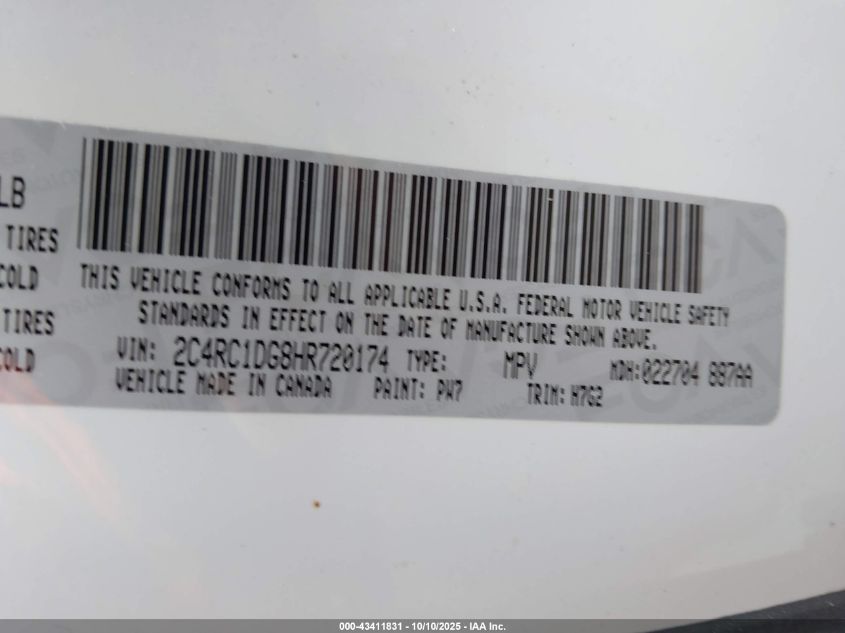 LB
TIRES
COLD
TIRES
COLD
THIS VEHICLE CONFORMS TO ALL APPLICABLE U.S.A. FEDERAL MOTOR VEHICLE SAFETY
STANDARDS IN EFFECT ON THE DATE OF MANUFACTURE SHOWN ABOVE.
VIN: 2C4RC1DG8HR720174 TYPE: MPV MDH:022704 887AA
VEHICLE MADE IN CANADA PAINT: PW7 TRIM: H7G2
000-43411831 - 10/10/2025 - IAA Inc.